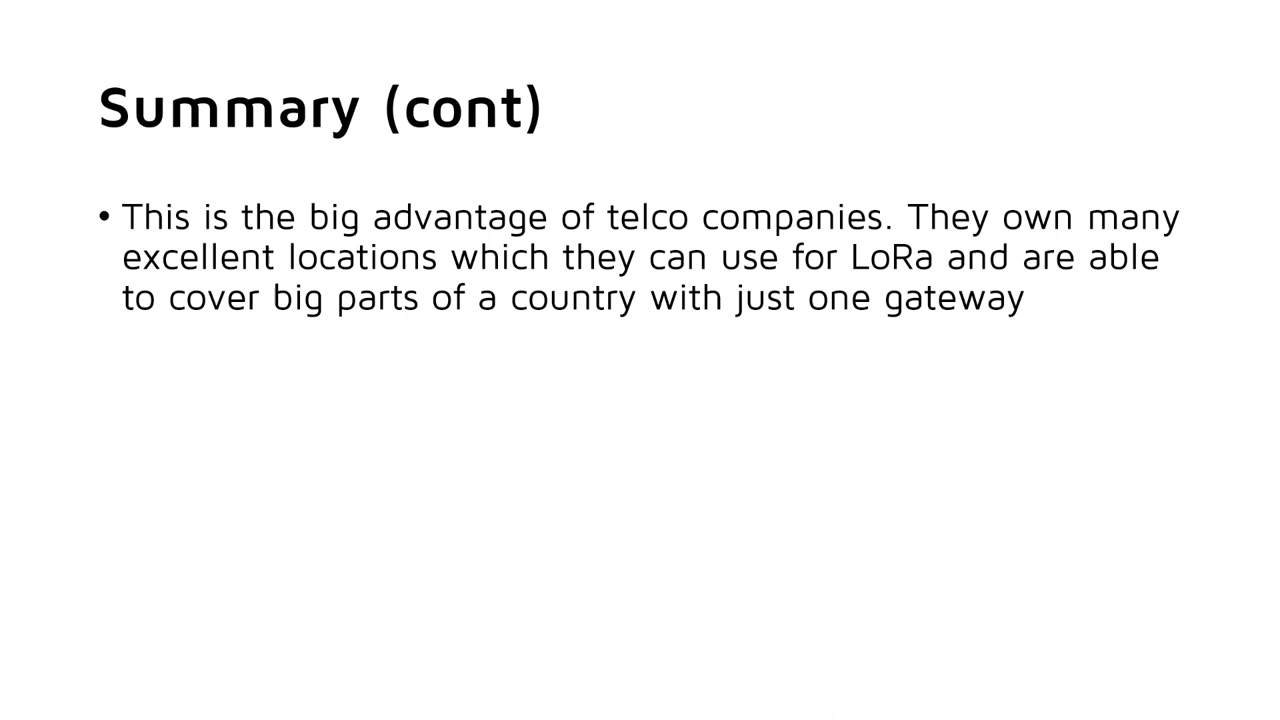 Summary (cont)
• This is the big advantage of telco companies. They own many
excellent locations which they can use for LoRa and are able
to cover big parts of a country with just one gateway